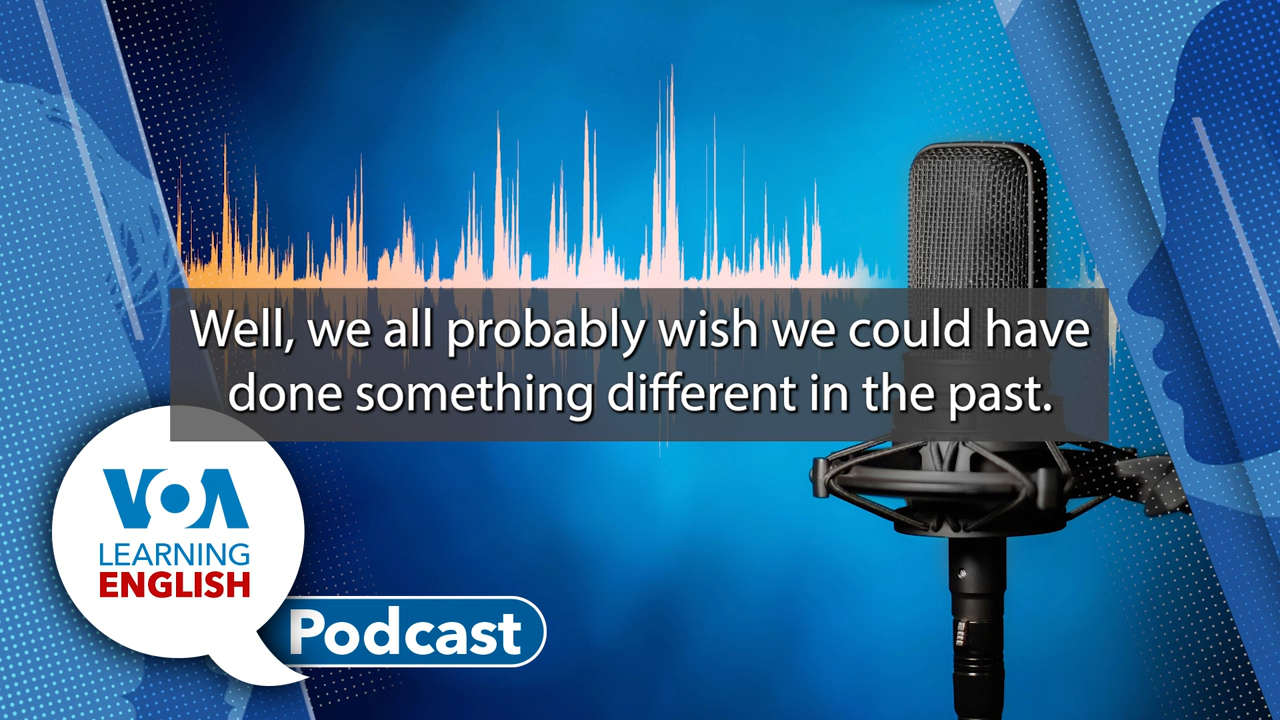 Well, we all probably wish we could have
done something different in the past.
VOA
LEARNING
ENGLISH
Podcast